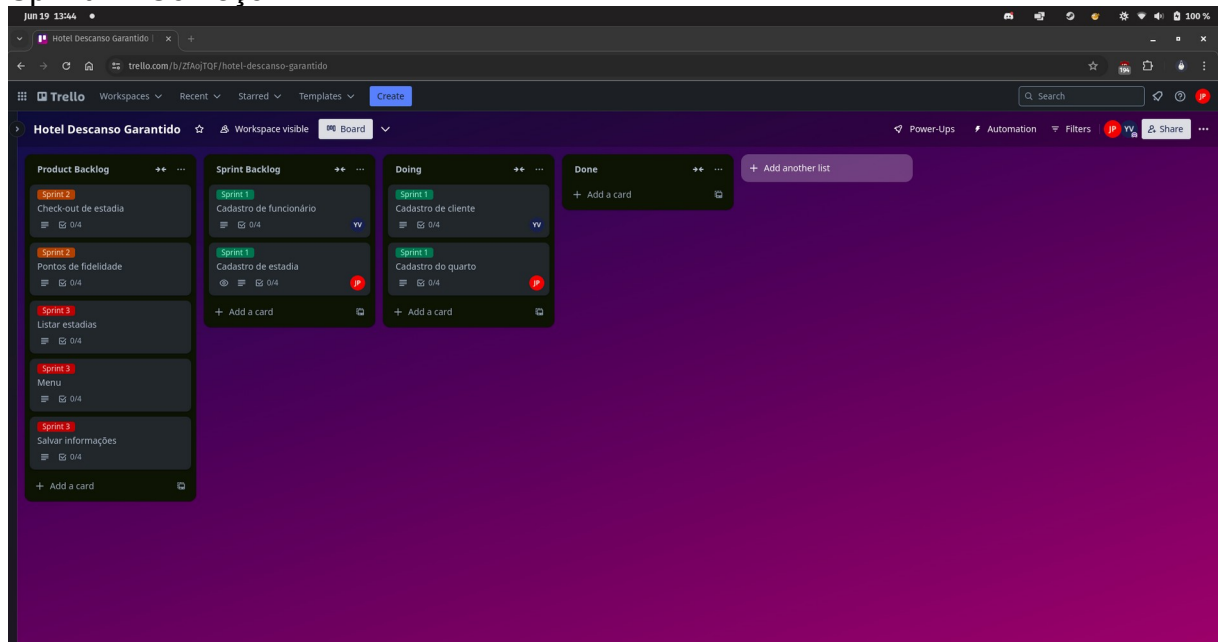 Jun 19 13:44
100 %
Hotel Descanso Garantido |
trello.com/b/ZfAojTQF/hotel-descanso-garantido
194
Trello Workspaces Recent Starred Templates Create Search JP
Hotel Descanso Garantido Workspace visible Board Power-Ups Automation Filters JP YV Share
Product Backlog
Sprint 2
Check-out de estadia
0/4
Sprint 2
Pontos de fidelidade
0/4
Sprint 3
Listar estadias
0/4
Sprint 3
Menu
0/4
Sprint 3
Salvar informações
0/4
+ Add a card
Sprint Backlog
Sprint 1
Cadastro de funcionário
0/4 YV
Sprint 1
Cadastro de estadia
0/4 JP
+ Add a card
Doing
Sprint 1
Cadastro de cliente
0/4 YV
Sprint 1
Cadastro do quarto
0/4 JP
+ Add a card
Done
+ Add a card
+ Add another list